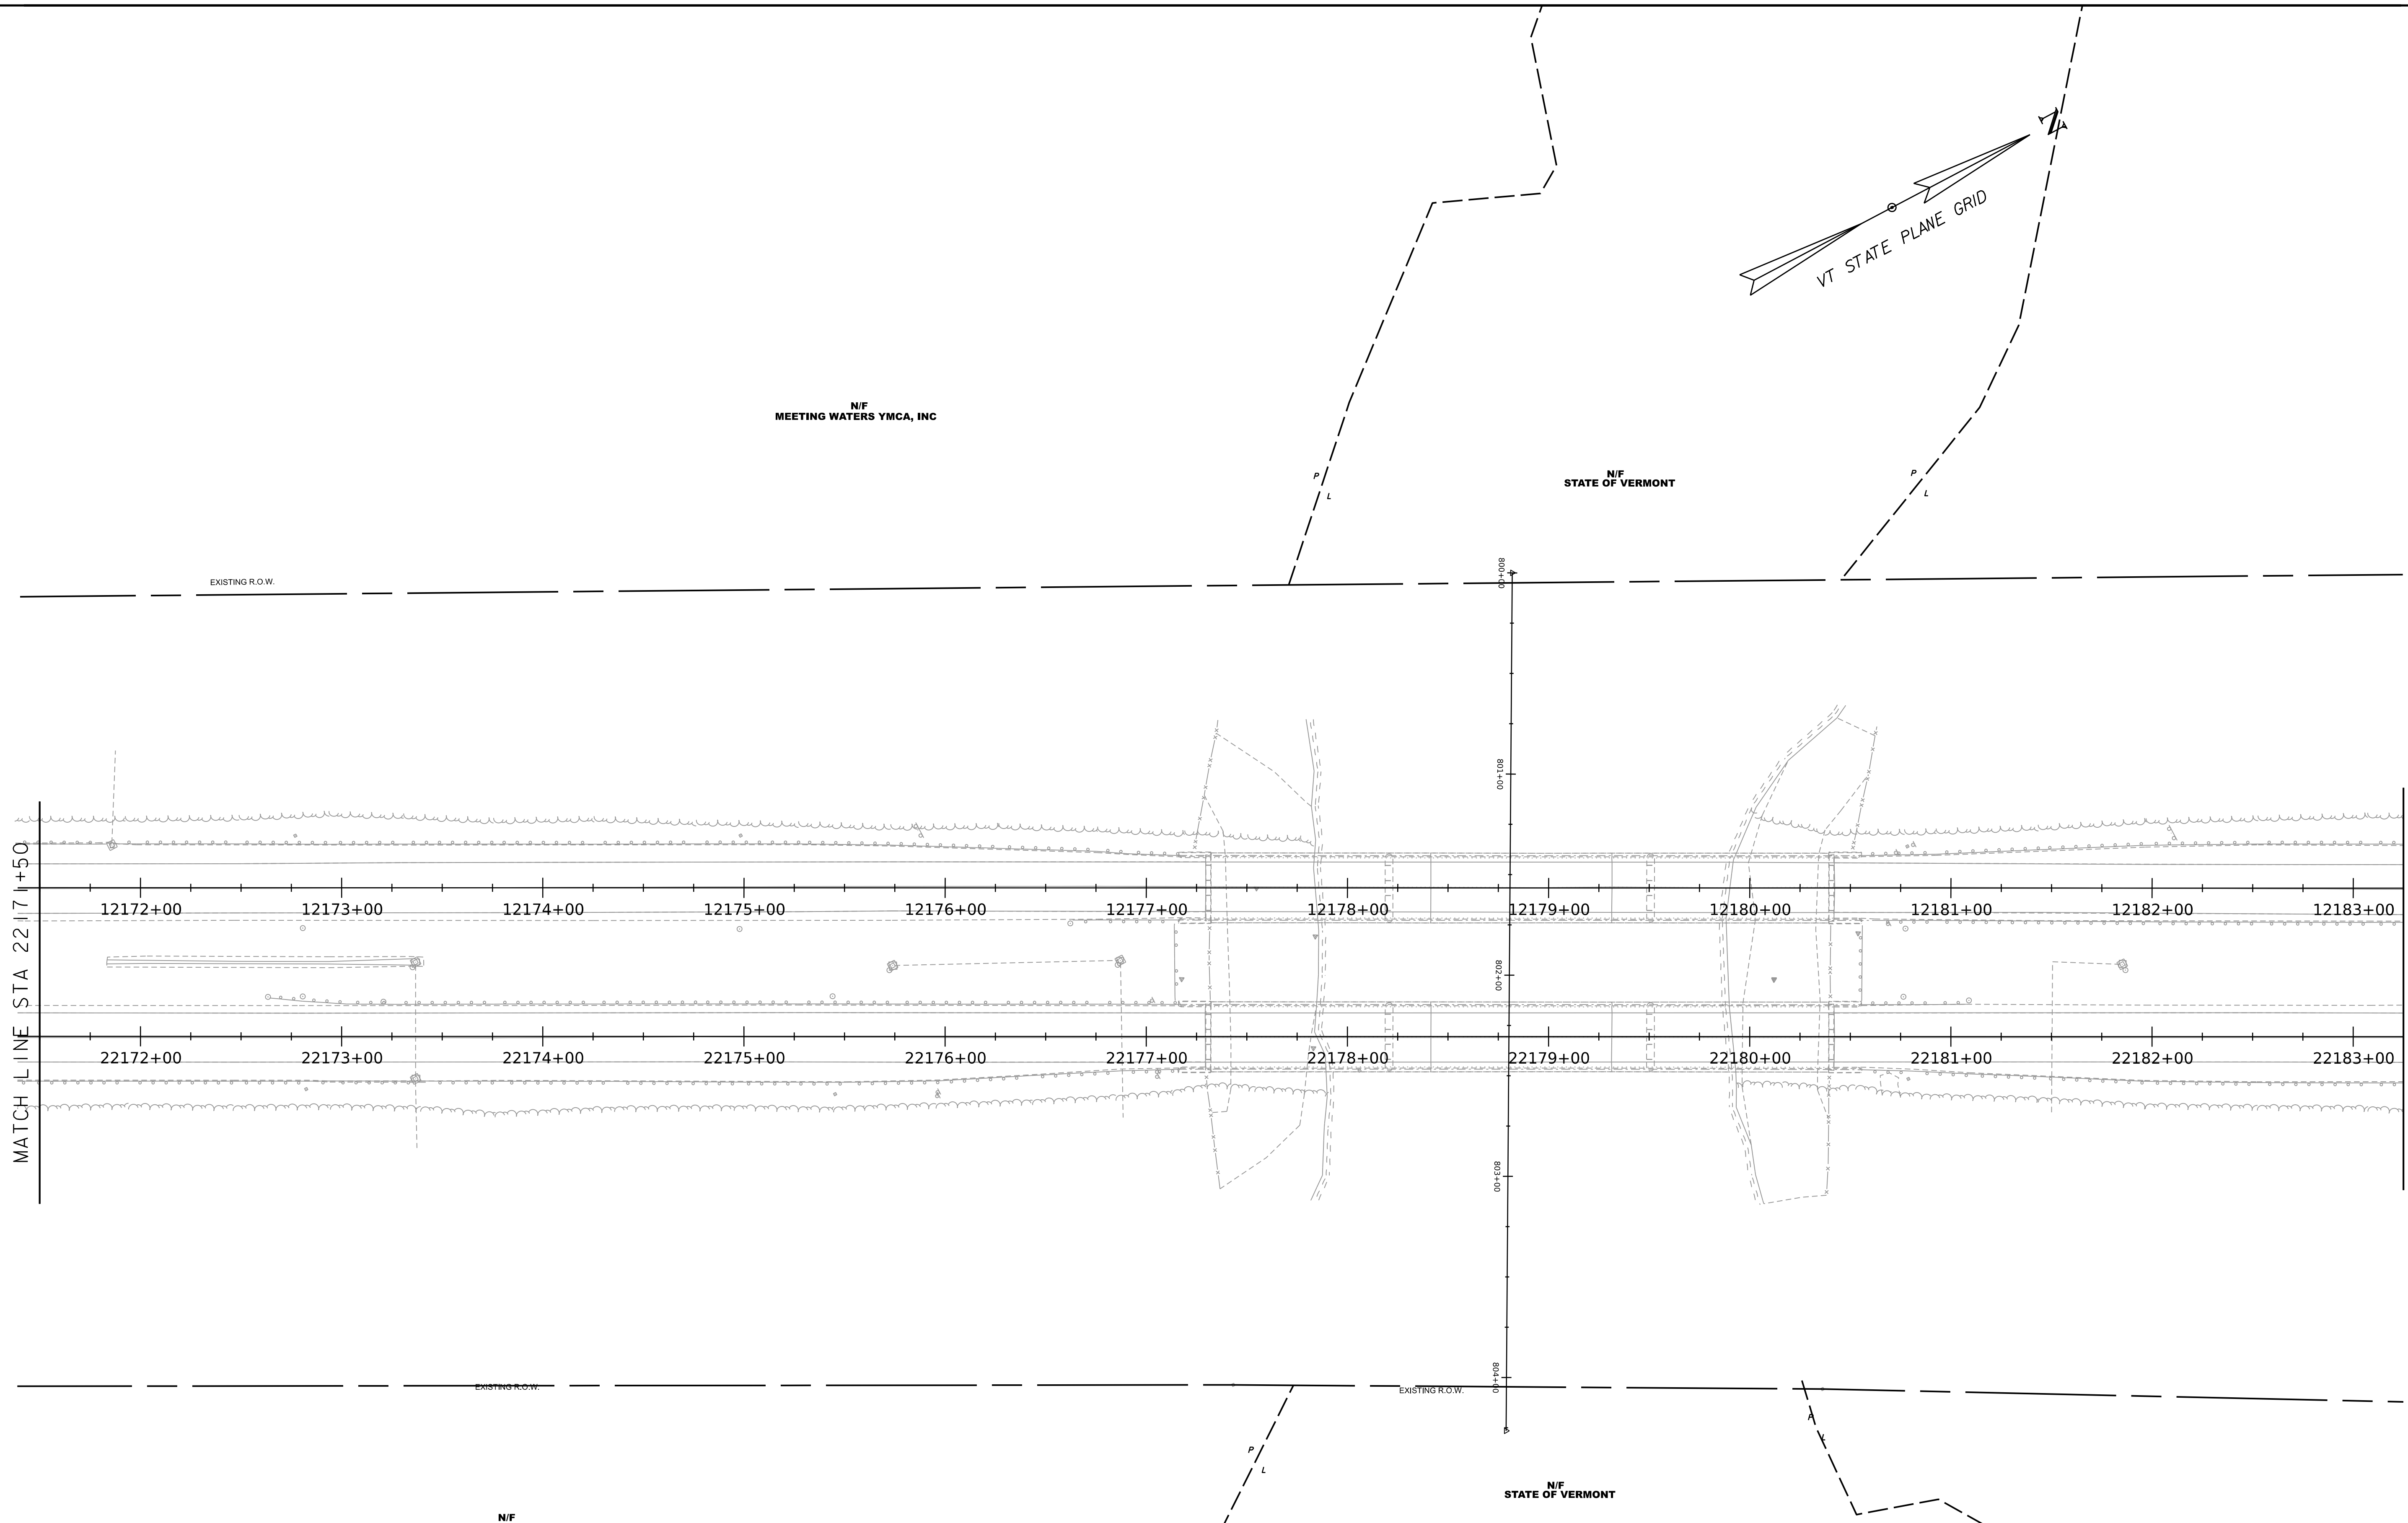 N
VT STATE PLANE GRID
N/F
MEETING WATERS YMCA, INC
N/F
STATE OF VERMONT
P
L
P
L
EXISTING R.O.W.
800+00
801+00
MATCH LINE STA 22171+50
12172+00 12173+00 12174+00 12175+00 12176+00 12177+00 12178+00 12179+00 12180+00 12181+00 12182+00 12183+00
802+00
22172+00 22173+00 22174+00 22175+00 22176+00 22177+00 22178+00 22179+00 22180+00 22181+00 22182+00 22183+00
803+00
804+00
EXISTING R.O.W.
EXISTING R.O.W.
P
L
P
L
N/F
STATE OF VERMONT
N/F